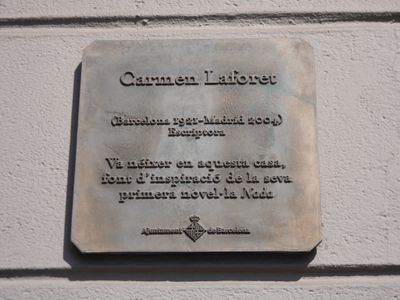 Carmen Laforet
(Barcelona 1921-Madrid 2004)
Escriptora
Va néixer en aquesta casa,
font d'inspiració de la seva
primera novel·la Nada
Ajuntament de Barcelona